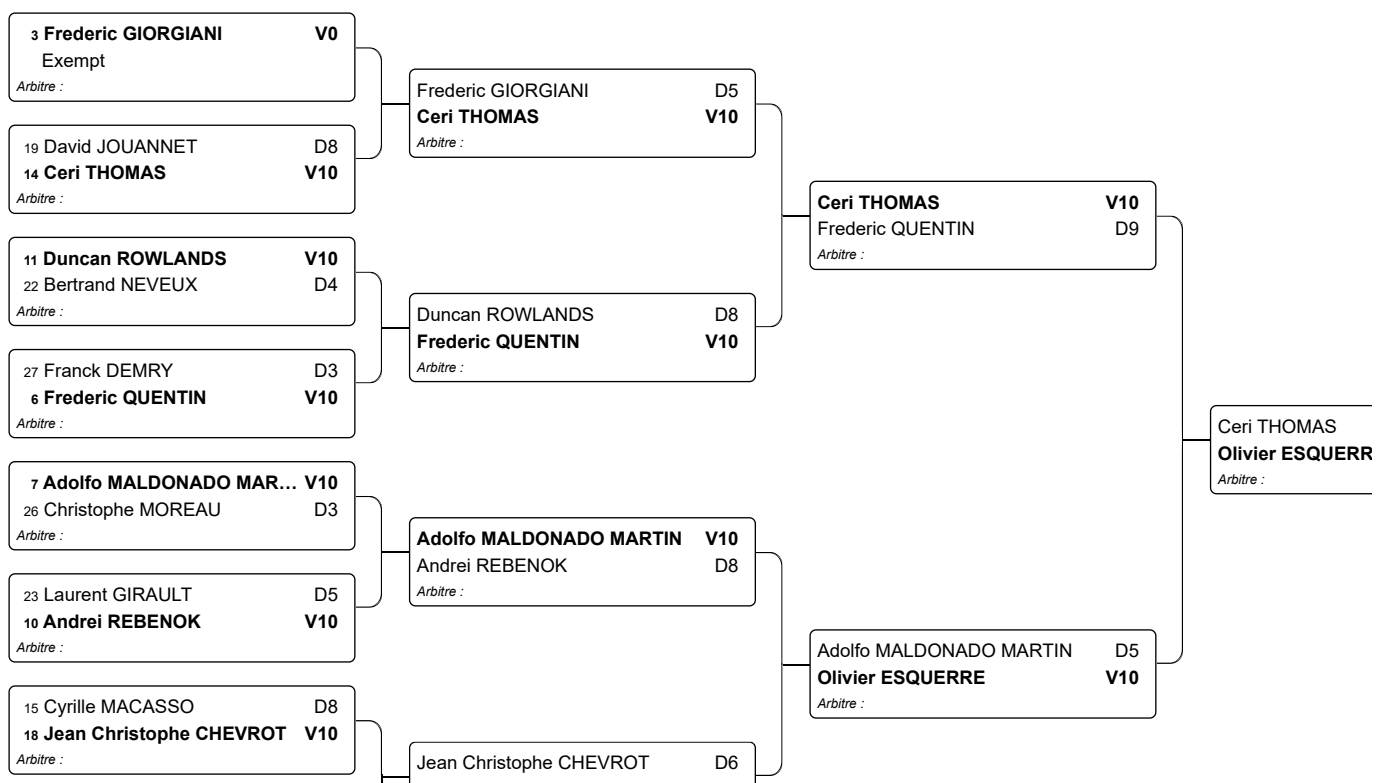 3 Frederic GIORGIANI V0
Exempt
Arbitre :
19 David JOUANNET D8
14 Ceri THOMAS V10
Arbitre :
11 Duncan ROWLANDS V10
22 Bertrand NEVEUX D4
Arbitre :
27 Franck DEMRY D3
6 Frederic QUENTIN V10
Arbitre :
7 Adolfo MALDONADO MAR… V10
26 Christophe MOREAU D3
Arbitre :
23 Laurent GIRAULT D5
10 Andrei REBENOK V10
Arbitre :
15 Cyrille MACASSO D8
18 Jean Christophe CHEVROT V10
Arbitre :
Frederic GIORGIANI D5
Ceri THOMAS V10
Arbitre :
Duncan ROWLANDS D8
Frederic QUENTIN V10
Arbitre :
Adolfo MALDONADO MARTIN V10
Andrei REBENOK D8
Arbitre :
Jean Christophe CHEVROT D6
Ceri THOMAS V10
Frederic QUENTIN D9
Arbitre :
Adolfo MALDONADO MARTIN D5
Olivier ESQUERRE V10
Arbitre :
Ceri THOMAS
Olivier ESQUERR
Arbitre :